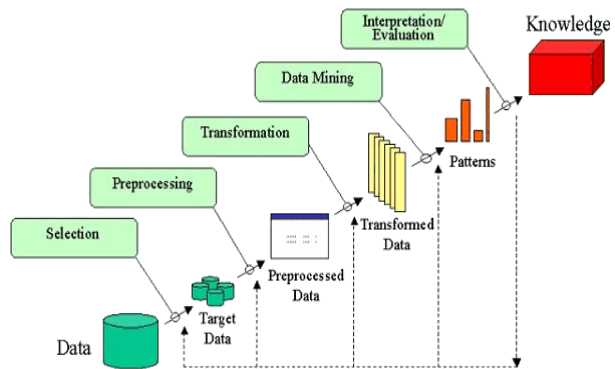 Interpretation/
Evaluation
Knowledge
Data Mining
Transformation
Patterns
Preprocessing
Transformed
Data
Selection
Preprocessed
Data
Target
Data
Data